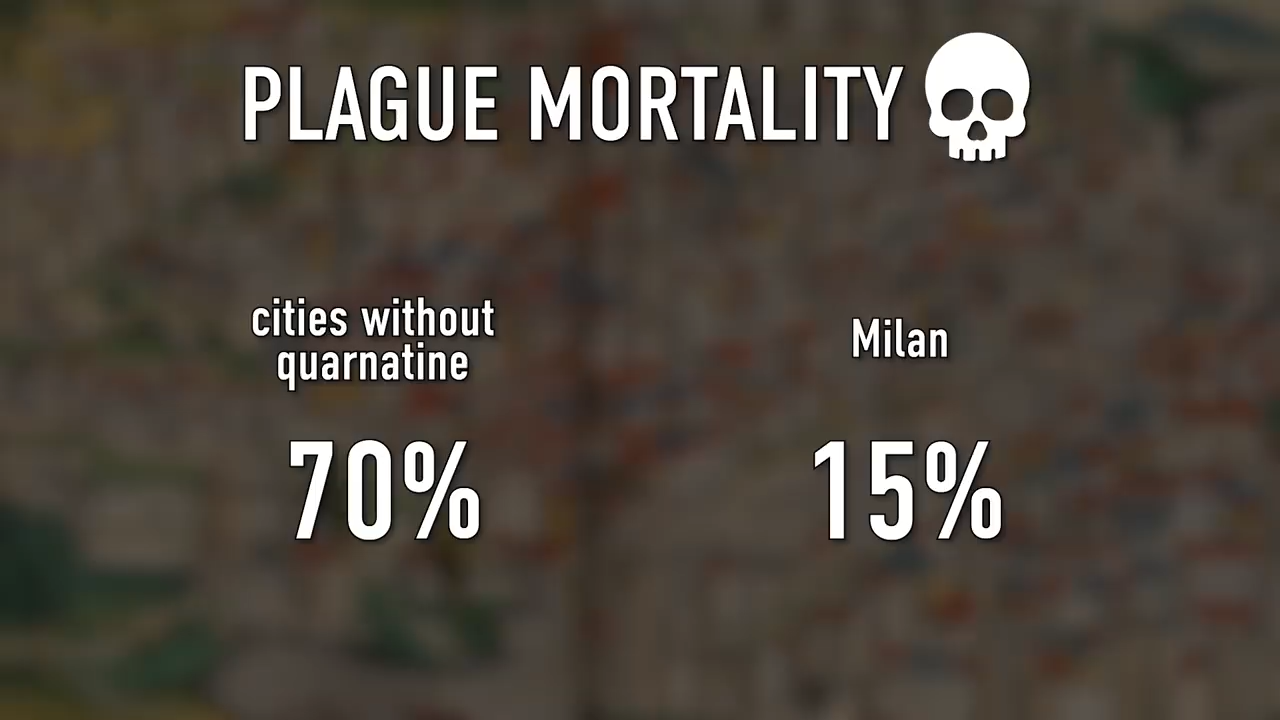 PLAGUE MORTALITY
cities without
quarnatine
Milan
70%
15%